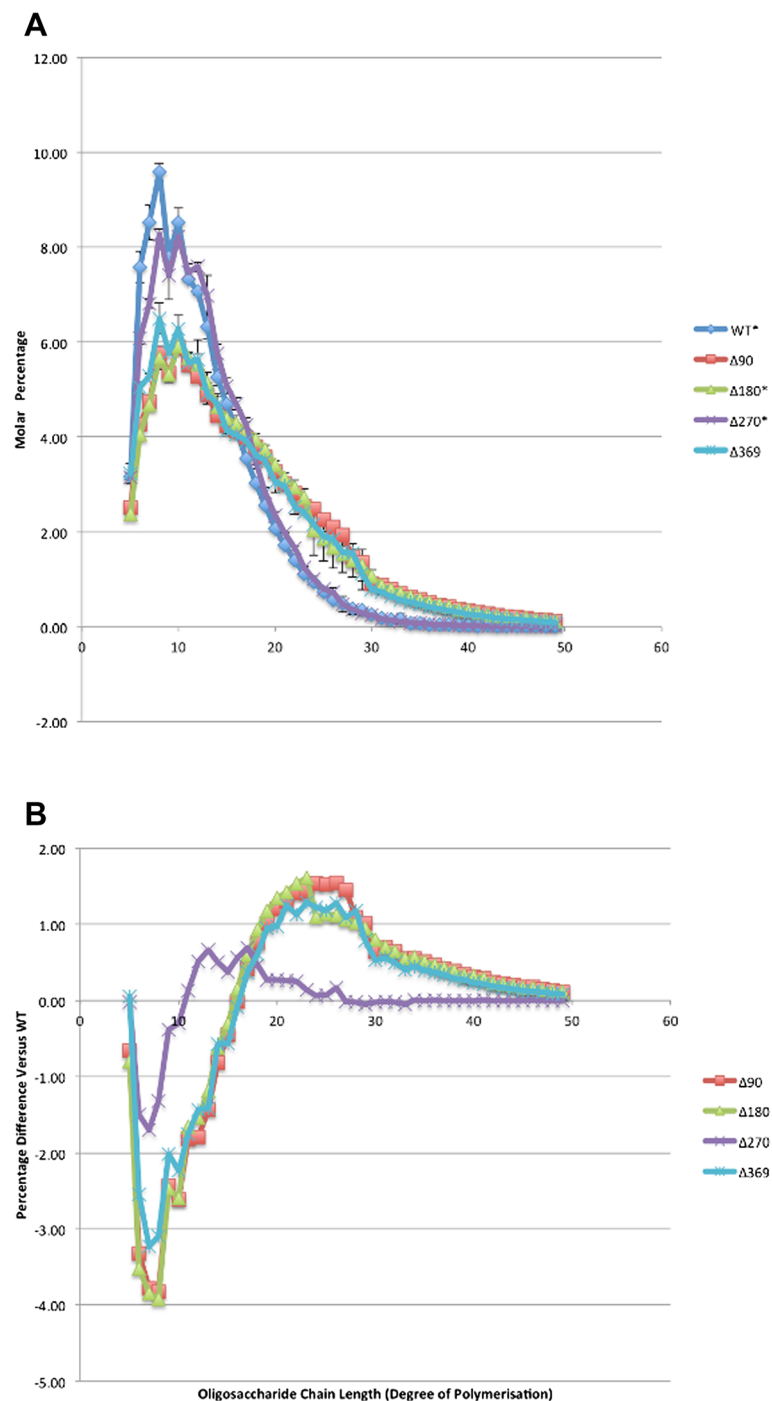 A
12.00
10.00
8.00
6.00
4.00
2.00
0.00
-2.00
0 10 20 30 40 50 60
Molar Percentage
WT*
Δ90
Δ180*
Δ270*
Δ369
B
2.00
1.00
0.00
-1.00
-2.00
-3.00
-4.00
-5.00
0 10 20 30 40 50 60
Percentage Difference Versus WT
Δ90
Δ180
Δ270
Δ369
Oligosaccharide Chain Length (Degree of Polymerisation)